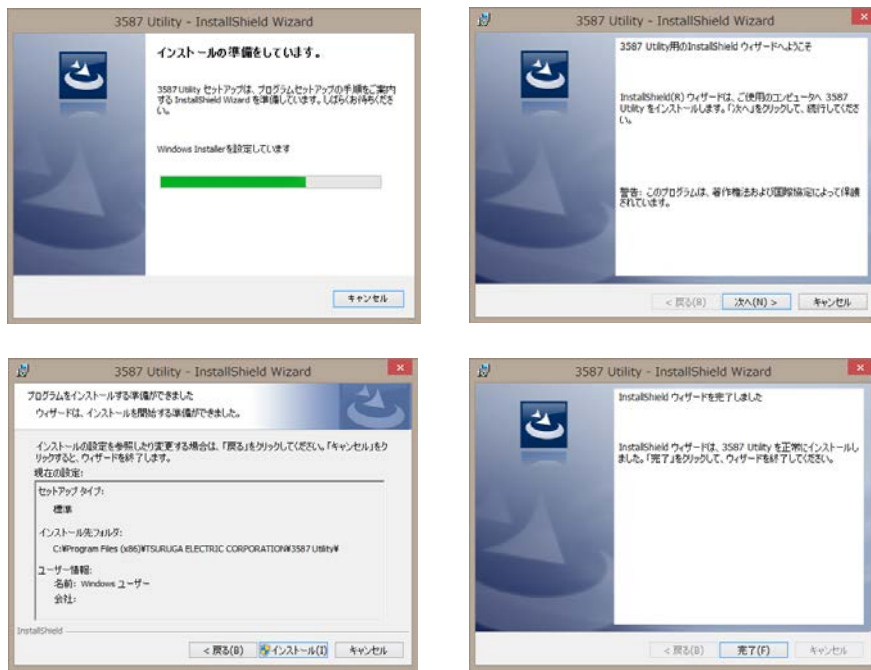 3587 Utility - InstallShield Wizard
インストールの準備をしています。
3587 Utility セットアップは、プログラムセットアップの手順をご案内
する InstallShield Wizard を準備しています。しばらくお待ちくださ
い。
Windows Installerを設定しています
キャンセル
3587 Utility - InstallShield Wizard
3587 Utility用のInstallShield ウィザードへようこそ
InstallShield(R) ウィザードは、ご使用のコンピュータへ 3587
Utility をインストールします。「次へ」をクリックして、続行してくださ
い。
警告: このプログラムは、著作権法および国際協定によって保護
されています。
< 戻る(B)
次へ(N) >
キャンセル
3587 Utility - InstallShield Wizard
プログラムをインストールする準備ができました
ウィザードは、インストールを開始する準備ができました。
インストールの設定を参照したり変更する場合は、「戻る」をクリックしてください。「キャンセル」をク
リックすると、ウィザードを終了します。
現在の設定:
セットアップ タイプ:
標準
インストール先フォルダ:
C:¥Program Files (x86)¥TSURUGA ELECTRIC CORPORATION¥3587 Utility¥
ユーザー情報:
名前: Windows ユーザー
会社:
InstallShield
< 戻る(B)
インストール(I)
キャンセル
3587 Utility - InstallShield Wizard
InstallShield ウィザードを完了しました
InstallShield ウィザードは、3587 Utility を正常にインストールし
ました。「完了」をクリックして、ウィザードを終了してください。
< 戻る(B)
完了(F)
キャンセル